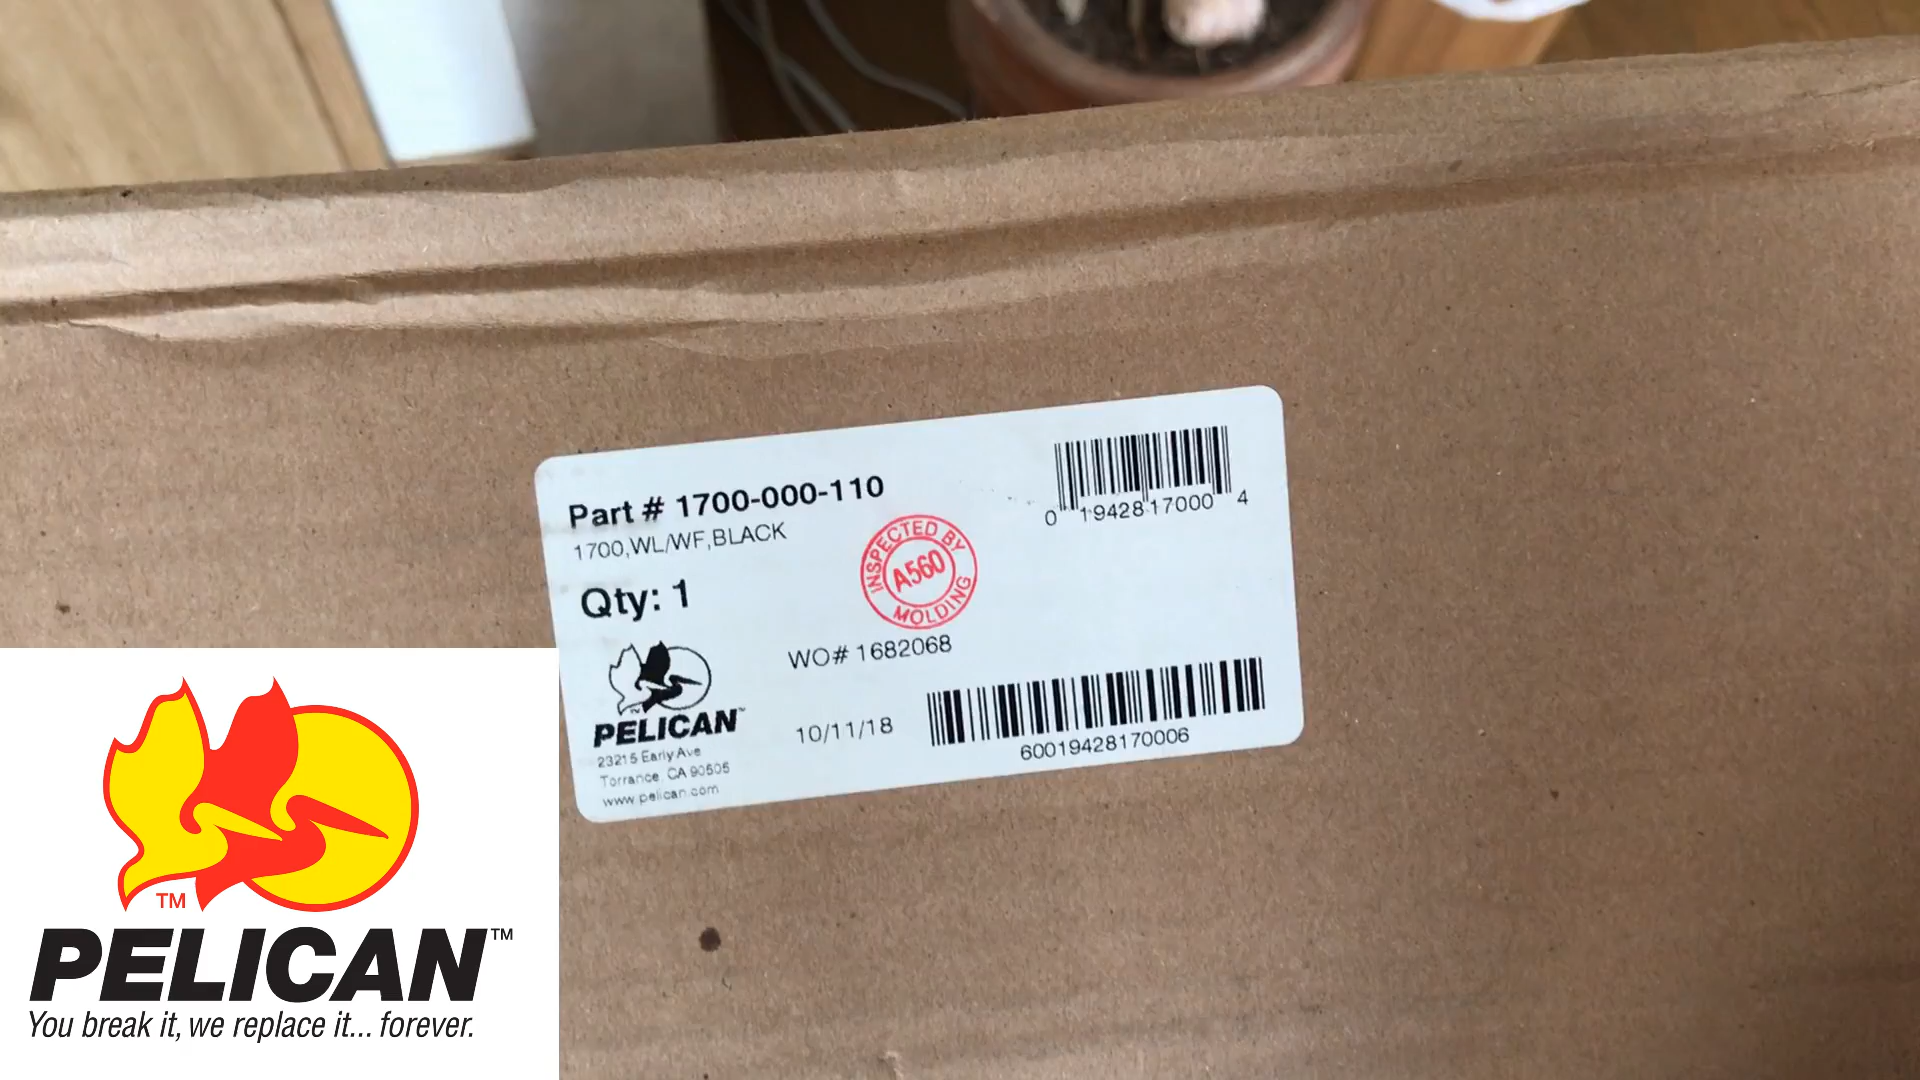 Part # 1700-000-110
1700,WL/WF,BLACK
Qty: 1
0 19428 17000 4
INSPECTED BY
A560
MOLDING
WO# 1682068
PELICAN™
23215 Early Ave
Torrance, CA 90505
www.pelican.com
10/11/18
60019428170006
TM
PELICAN™
You break it, we replace it... forever.